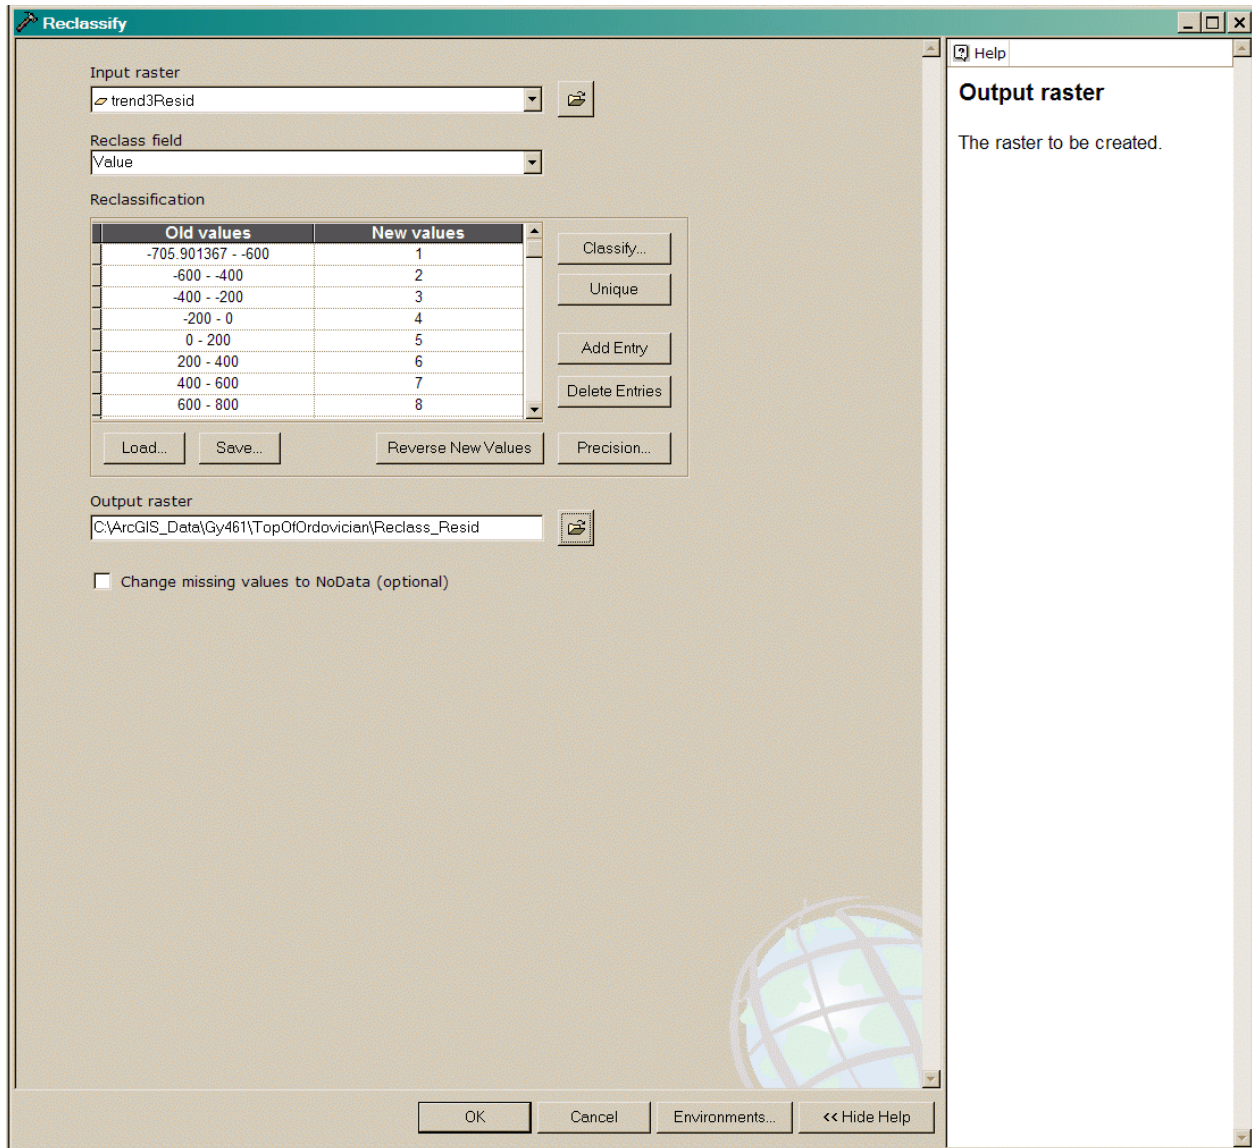 Reclassify
Input raster
trend3Resid
Reclass field
Value
Reclassification
Old values New values
-705.901367 - -600 1
-600 - -400 2
-400 - -200 3
-200 - 0 4
0 - 200 5
200 - 400 6
400 - 600 7
600 - 800 8
Classify...
Unique
Add Entry
Delete Entries
Load... Save... Reverse New Values Precision...
Output raster
C:\ArcGIS_Data\Gy461\TopOfOrdovician\Reclass_Resid
Change missing values to NoData (optional)
OK Cancel Environments... << Hide Help
Help
Output raster
The raster to be created.